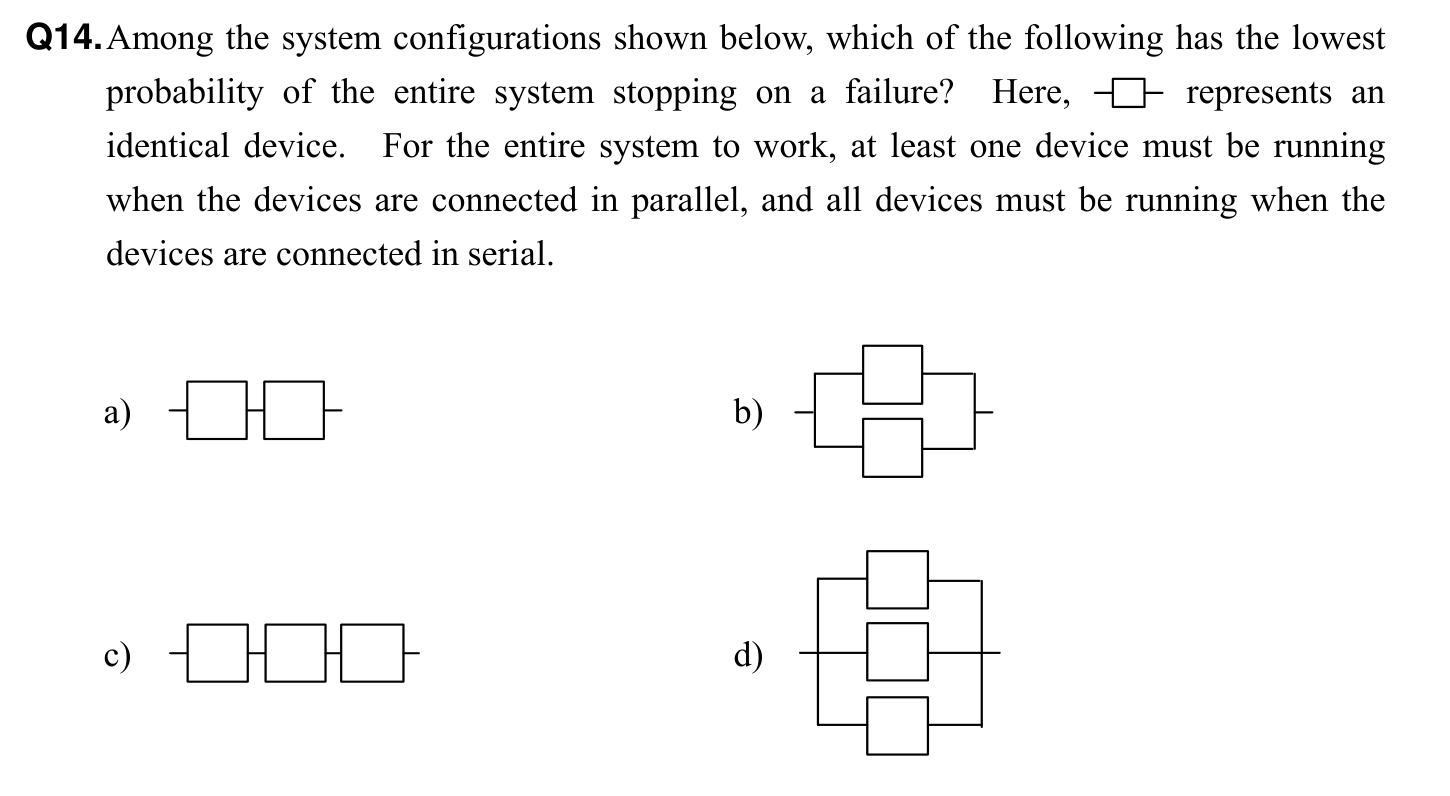 Q14. Among the system configurations shown below, which of the following has the lowest
probability of the entire system stopping on a failure? Here, represents an
identical device. For the entire system to work, at least one device must be running
when the devices are connected in parallel, and all devices must be running when the
devices are connected in serial.
a)
b)
c)
d)